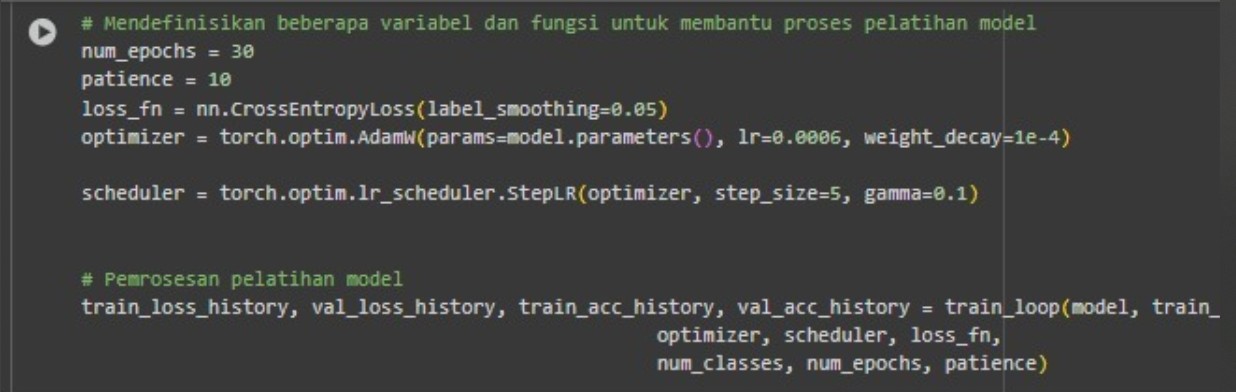 # Mendefinisikan beberapa variabel dan fungsi untuk membantu proses pelatihan model
num_epochs = 30
patience = 10
loss_fn = nn.CrossEntropyLoss(label_smoothing=0.05)
optimizer = torch.optim.AdamW(params=model.parameters(), lr=0.0006, weight_decay=1e-4)
scheduler = torch.optim.lr_scheduler.StepLR(optimizer, step_size=5, gamma=0.1)
# Pemrosesan pelatihan model
train_loss_history, val_loss_history, train_acc_history, val_acc_history = train_loop(model, train_
optimizer, scheduler, loss_fn,
num_classes, num_epochs, patience)